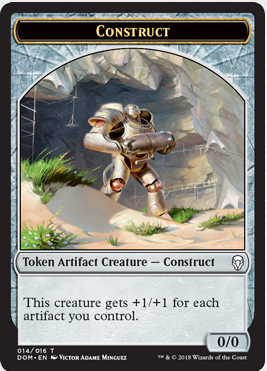 CONSTRUCT
Token Artifact Creature — Construct
This creature gets +1/+1 for each
artifact you control.
0/0
014/016 T
DOM • EN VICTOR ADAME MINGUEZ
™ & © 2018 Wizards of the Coast